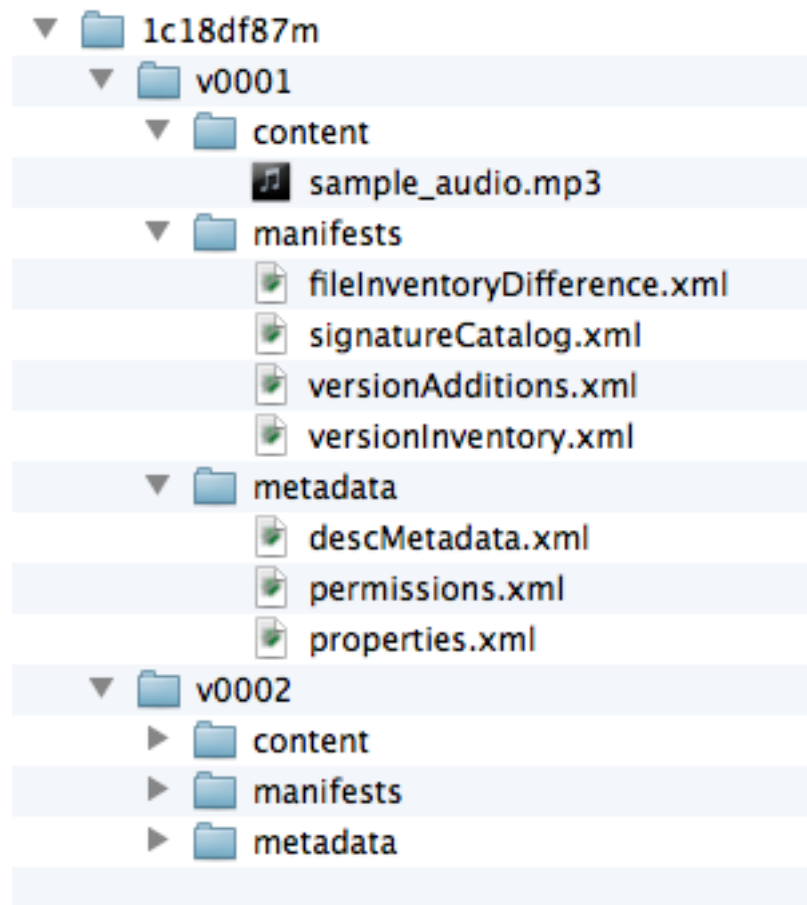 1c18df87m
v0001
content
sample_audio.mp3
manifests
fileInventoryDifference.xml
signatureCatalog.xml
versionAdditions.xml
versionInventory.xml
metadata
descMetadata.xml
permissions.xml
properties.xml
v0002
content
manifests
metadata